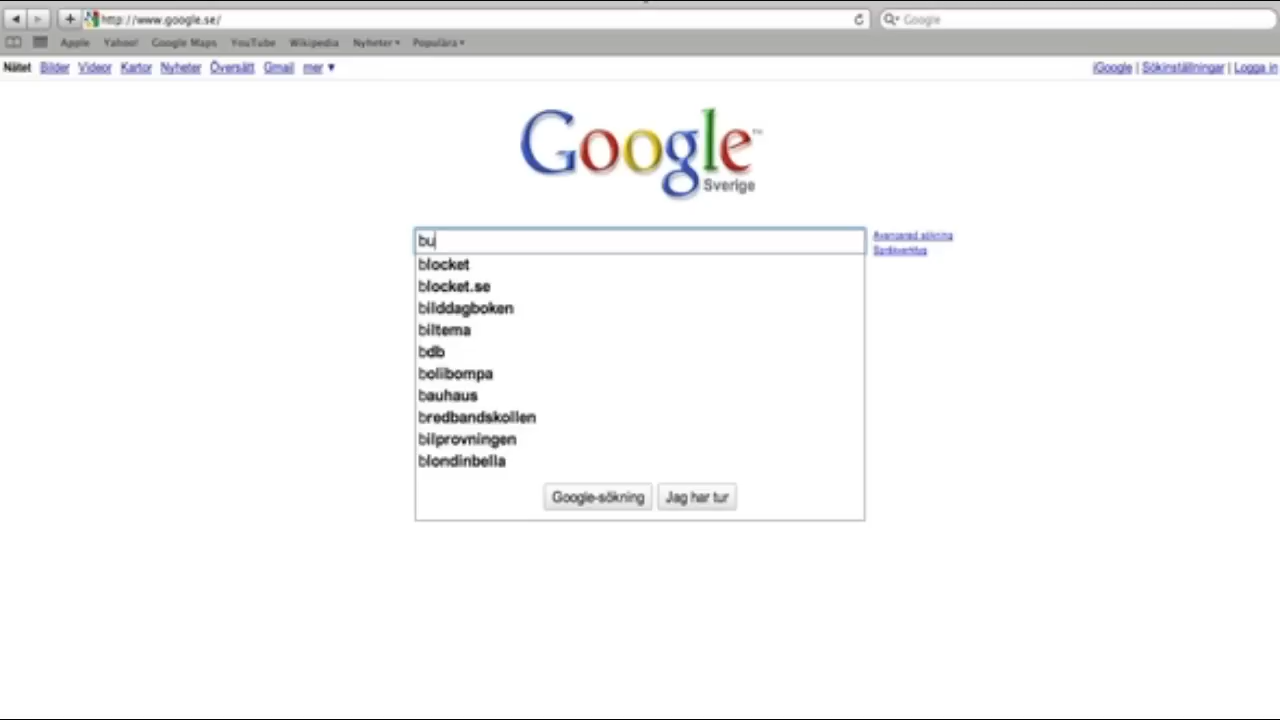 http://www.google.se/
Google
Apple Yahoo! Google Maps YouTube Wikipedia Nyheter Populära
Nätet Bilder Videor Kartor Nyheter Översätt Gmail mer
iGoogle | Sökinställningar | Logga in
Google™
Sverige
bu
Avancerad sökning
Språkverktyg
blocket
blocket.se
bilddagboken
biltema
bdb
bolibompa
bauhaus
bredbandskollen
bilprovningen
blondinbella
Google-sökning Jag har tur